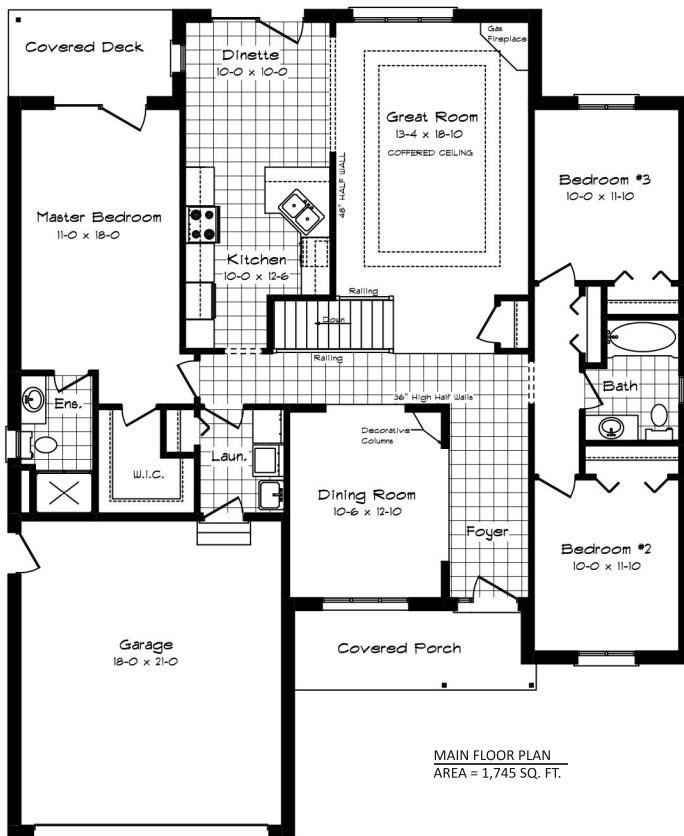 Covered Deck
Dinette
10-0 x 10-0
Gas
Fireplace
Great Room
13-4 x 18-10
COFFERED CEILING
48" HALF WALL
Bedroom #3
10-0 x 11-10
Master Bedroom
11-0 x 18-0
Kitchen
10-0 x 12-6
Railing
Down
Railing
36" High Half Walls
Bath
Ens.
W.I.C.
Laun.
Decorative
Columns
Dining Room
10-6 x 12-10
Foyer
Bedroom #2
10-0 x 11-10
Garage
18-0 x 21-0
Covered Porch
MAIN FLOOR PLAN
AREA = 1,745 SQ. FT.